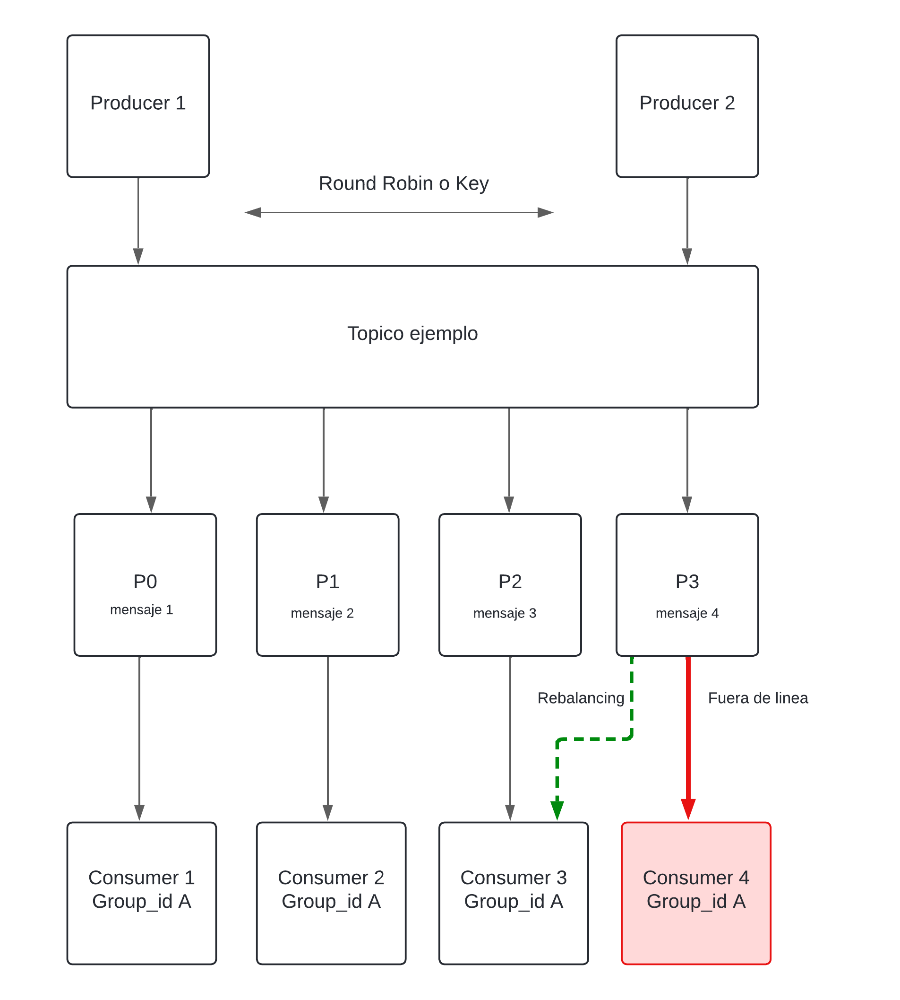 Producer 1
Producer 2
Round Robin o Key
Topico ejemplo
P0
mensaje 1
P1
mensaje 2
P2
mensaje 3
P3
mensaje 4
Rebalancing
Fuera de linea
Consumer 1
Group_id A
Consumer 2
Group_id A
Consumer 3
Group_id A
Consumer 4
Group_id A